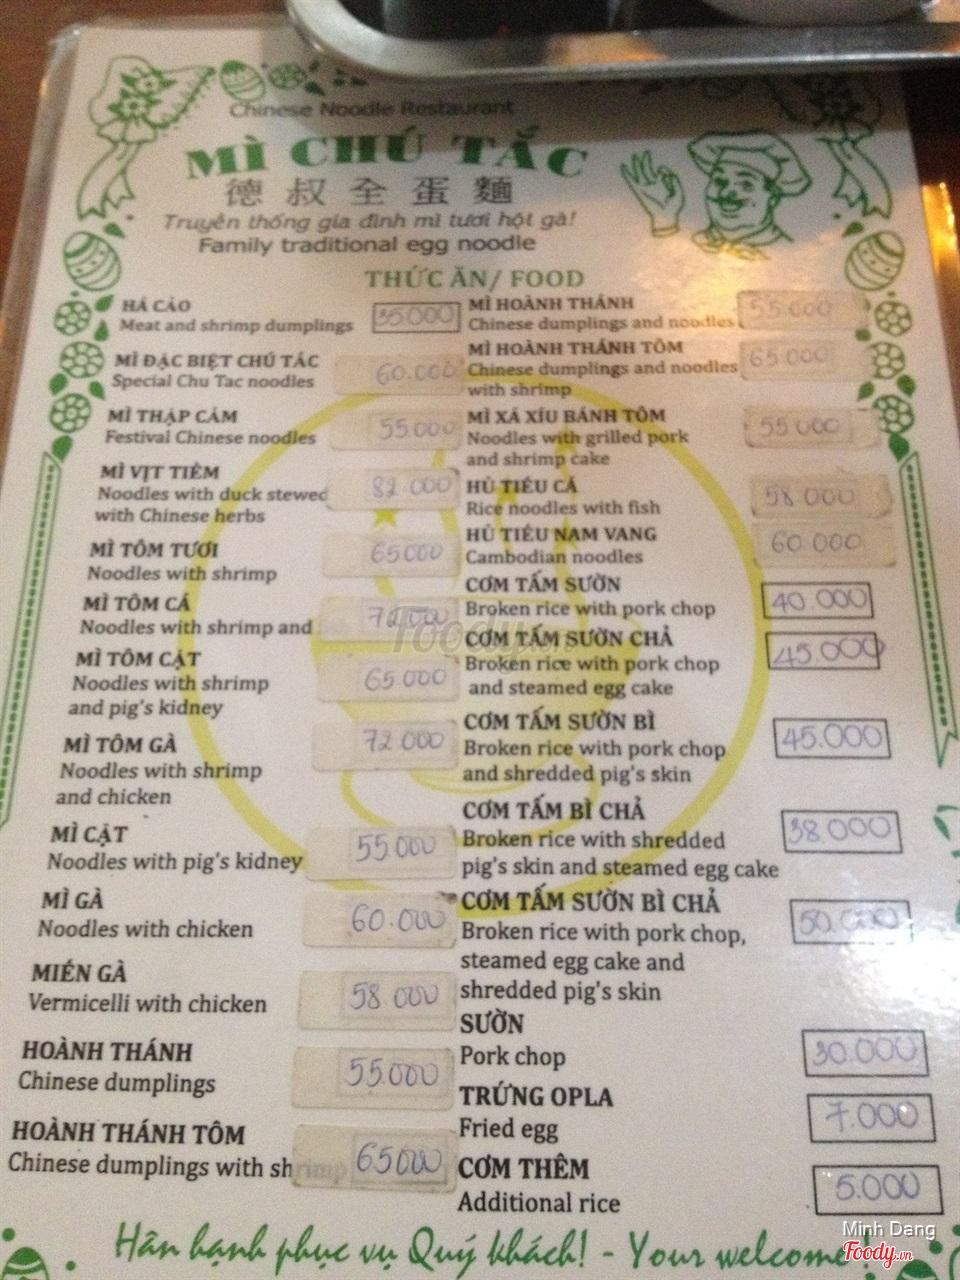 Chinese Noodle Restaurant
MÌ CHÚ TẮC
德叔全蛋麵
Truyền thống gia đình mì tươi hột gà!
Family traditional egg noodle
THỨC ĂN/ FOOD
HÁ CẢO
Meat and shrimp dumplings 35.000
MÌ ĐẶC BIỆT CHÚ TẮC
Special Chu Tac noodles 60.000
MÌ THẬP CẨM
Festival Chinese noodles 55.000
MÌ VỊT TIỀM
Noodles with duck stewed 82.000
with Chinese herbs
MÌ TÔM TƯƠI 65000
Noodles with shrimp
MÌ TÔM CÁ
Noodles with shrimp and fish 72.000
MÌ TÔM CẬT
Noodles with shrimp 65.000
and pig's kidney
MÌ TÔM GÀ 72.000
Noodles with shrimp
and chicken
MÌ CẬT
Noodles with pig's kidney 55.000
MÌ GÀ
Noodles with chicken 60.000
MIẾN GÀ
Vermicelli with chicken 58.000
HOÀNH THÁNH
Chinese dumplings 55.000
HOÀNH THÁNH TÔM
Chinese dumplings with shrimp 65000
MÌ HOÀNH THÁNH
Chinese dumplings and noodles 55.000
MÌ HOÀNH THÁNH TÔM
Chinese dumplings and noodles 65.000
with shrimp
MÌ XÁ XÍU BÁNH TÔM
Noodles with grilled pork 55.000
and shrimp cake
HỦ TIẾU CÁ
Rice noodles with fish 58.000
HỦ TIẾU NAM VANG
Cambodian noodles 60.000
CƠM TẤM SƯỜN
Broken rice with pork chop 40.000
CƠM TẤM SƯỜN CHẢ
Broken rice with pork chop 45.000
and steamed egg cake
CƠM TẤM SƯỜN BÌ
Broken rice with pork chop 45.000
and shredded pig's skin
CƠM TẤM BÌ CHẢ
Broken rice with shredded 38.000
pig's skin and steamed egg cake
CƠM TẤM SƯỜN BÌ CHẢ
Broken rice with pork chop, 50.000
steamed egg cake and
shredded pig's skin
SƯỜN
Pork chop 30.000
TRỨNG OPLA
Fried egg 7.000
CƠM THÊM
Additional rice 5.000
Hân hạnh phục vụ Quý khách! - Your welcome!
Foody.vn
Minh Dang
Foody.vn